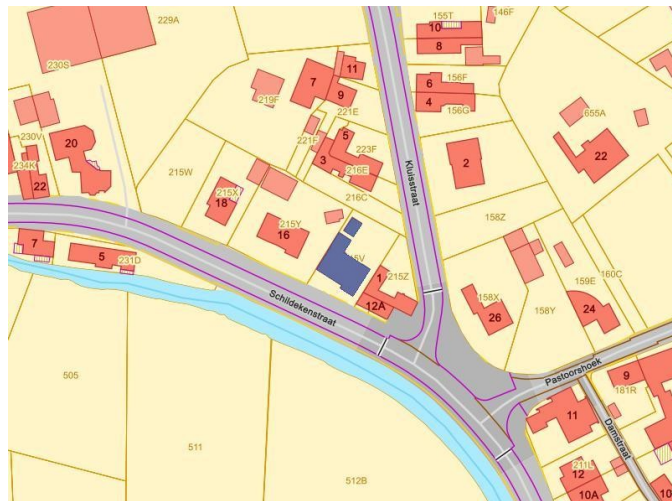 229A
155T
146F
10
8
230S
11
7
219F
9
6
156F
4
156G
655A
230V
221E
20
5
223F
221F
234K
3
216E
2
22
22
215W
215X
18
216C
Kluisstraat
215Y
16
158Z
7
5
231D
15V
1
215Z
12A
Schildekenstraat
158X
26
158Y
159E
160C
24
505
Pastoorshoek
9
181R
11
Damstraat
511
512B
211L
12
10A
10